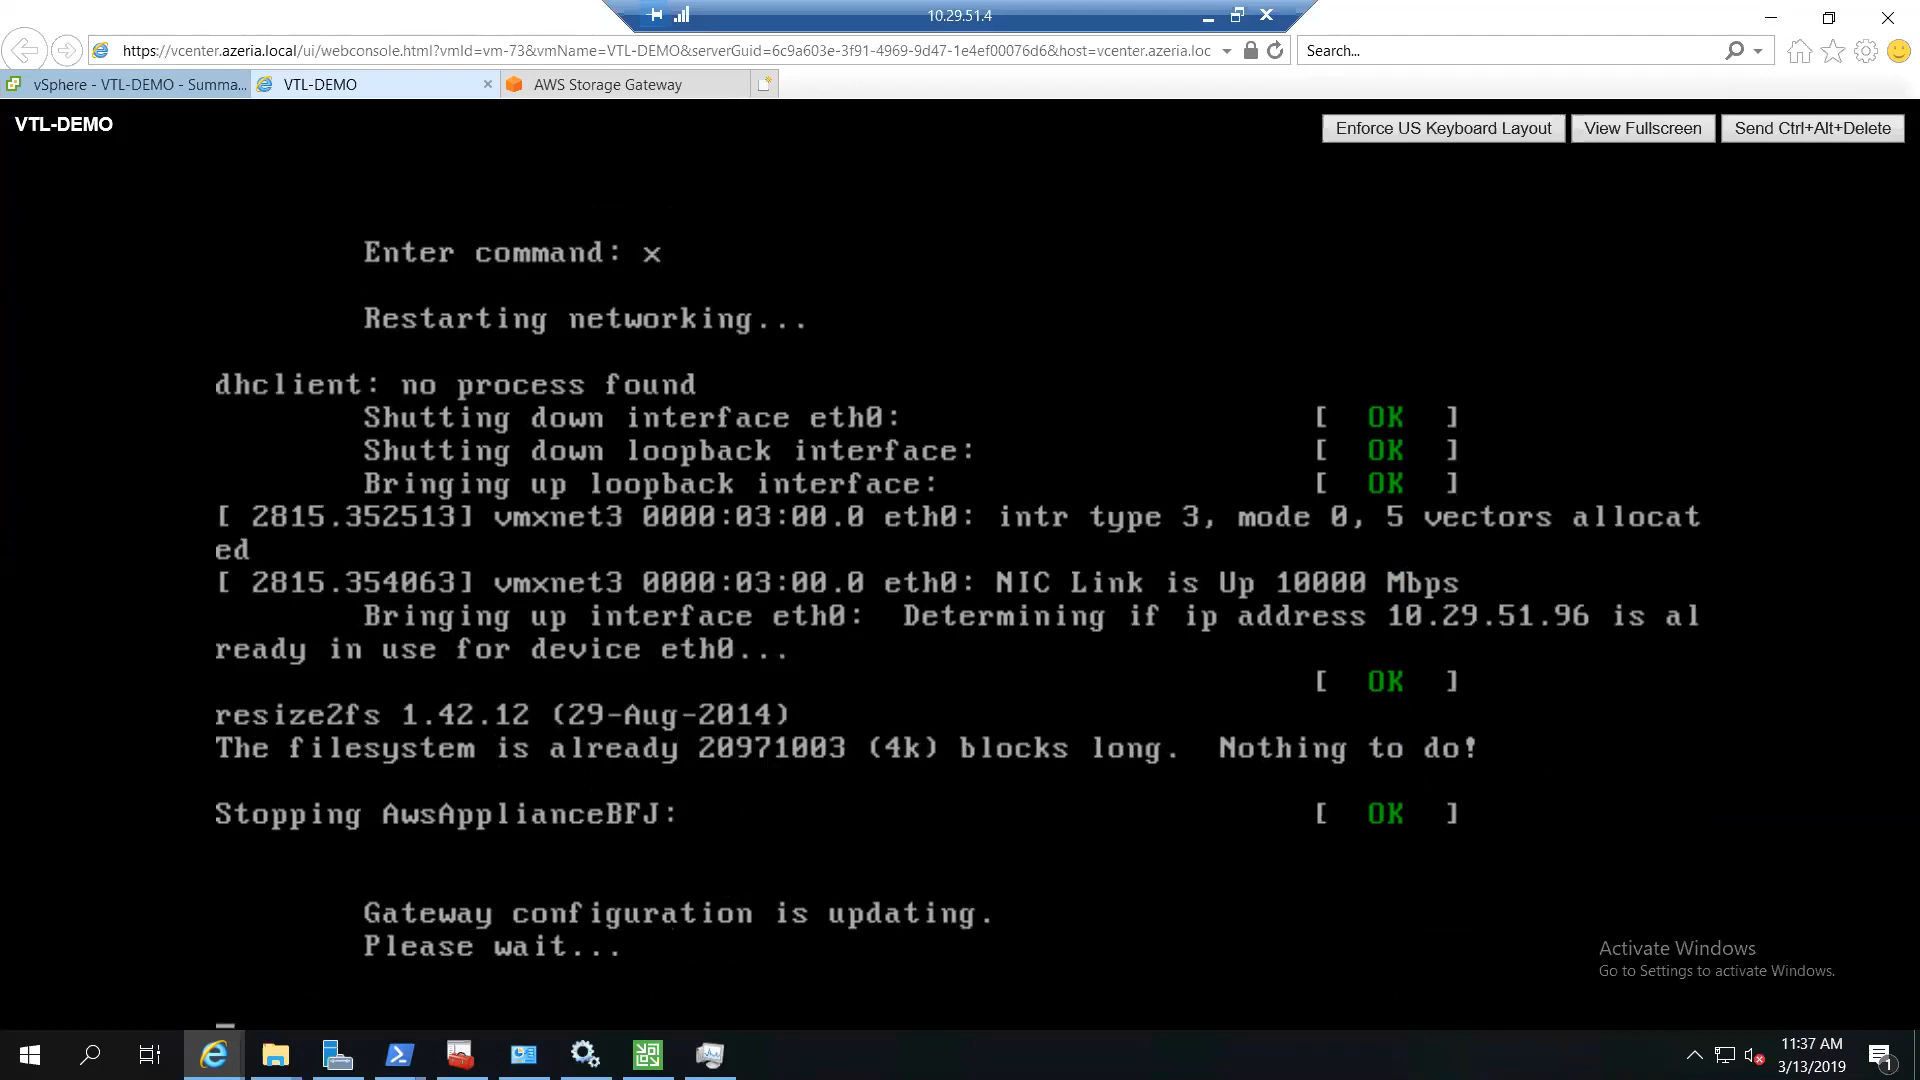 10.29.51.4
https://vcenter.azeria.local/ui/webconsole.html?vmId=vm-73&vmName=VTL-DEMO&serverGuid=6c9a603e-3f91-4969-9d47-1e4ef00076d6&host=vcenter.azeria.loc
Search...
vSphere - VTL-DEMO - Summa...
VTL-DEMO
AWS Storage Gateway
VTL-DEMO
Enforce US Keyboard Layout
View Fullscreen
Send Ctrl+Alt+Delete
Enter command: x
Restarting networking...
dhclient: no process found
Shutting down interface eth0: [ OK ]
Shutting down loopback interface: [ OK ]
Bringing up loopback interface: [ OK ]
[ 2815.352513] vmxnet3 0000:03:00.0 eth0: intr type 3, mode 0, 5 vectors allocat
ed
[ 2815.354063] vmxnet3 0000:03:00.0 eth0: NIC Link is Up 10000 Mbps
Bringing up interface eth0:  Determining if ip address 10.29.51.96 is al
ready in use for device eth0...
[ OK ]
resize2fs 1.42.12 (29-Aug-2014)
The filesystem is already 20971003 (4k) blocks long.  Nothing to do!
Stopping AwsApplianceBFJ: [ OK ]
Gateway configuration is updating.
Please wait...
Activate Windows
Go to Settings to activate Windows.
11:37 AM
3/13/2019
1